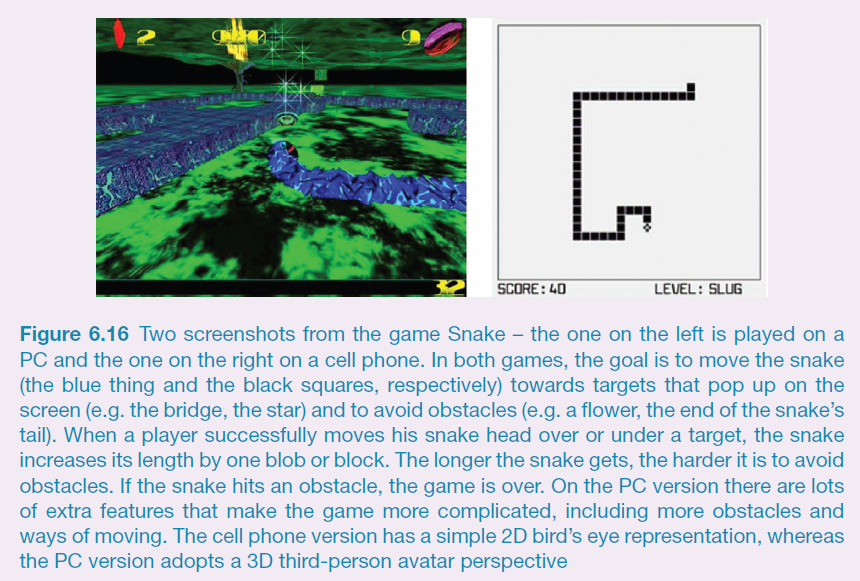 2
9
32
SCORE: 40 LEVEL: SLUG
Figure 6.16 Two screenshots from the game Snake – the one on the left is played on a
PC and the one on the right on a cell phone. In both games, the goal is to move the snake
(the blue thing and the black squares, respectively) towards targets that pop up on the
screen (e.g. the bridge, the star) and to avoid obstacles (e.g. a flower, the end of the snake’s
tail). When a player successfully moves his snake head over or under a target, the snake
increases its length by one blob or block. The longer the snake gets, the harder it is to avoid
obstacles. If the snake hits an obstacle, the game is over. On the PC version there are lots
of extra features that make the game more complicated, including more obstacles and
ways of moving. The cell phone version has a simple 2D bird’s eye representation, whereas
the PC version adopts a 3D third-person avatar perspective